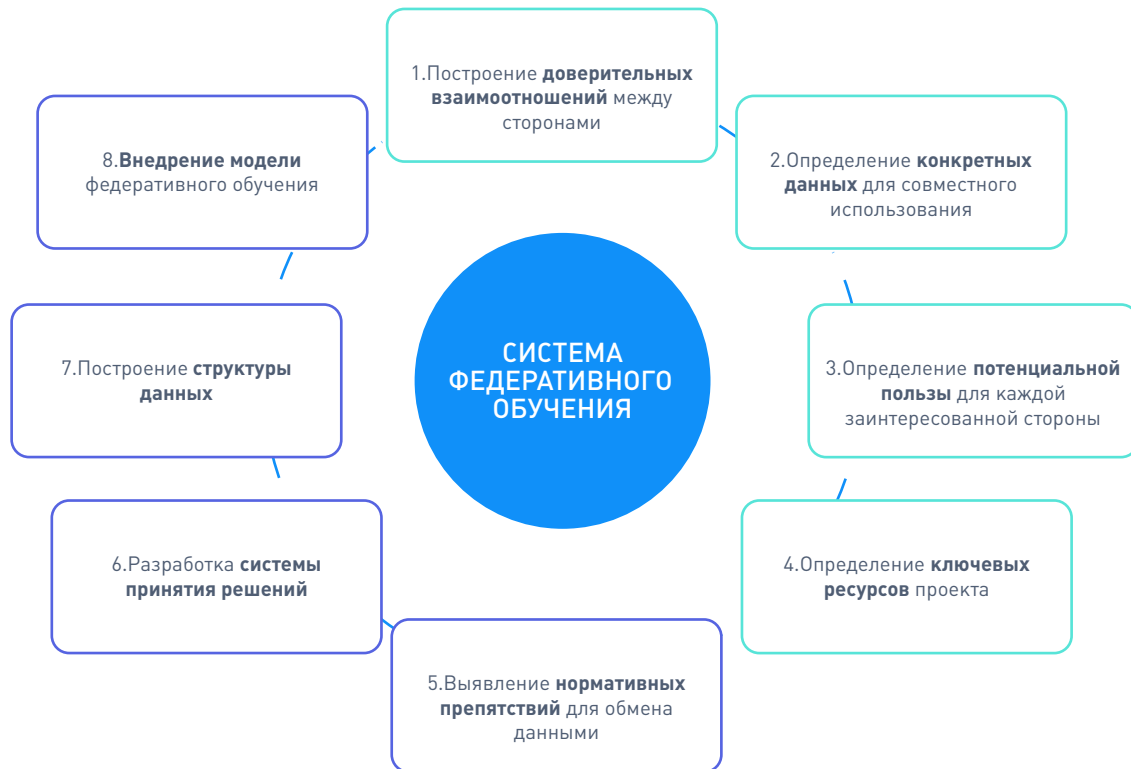 1.Построение доверительных
взаимоотношений между
сторонами
2.Определение конкретных
данных для совместного
использования
3.Определение потенциальной
пользы для каждой
заинтересованной стороны
4.Определение ключевых
ресурсов проекта
5.Выявление нормативных
препятствий для обмена
данными
6.Разработка системы
принятия решений
7.Построение структуры
данных
8.Внедрение модели
федеративного обучения
СИСТЕМА
ФЕДЕРАТИВНОГО
ОБУЧЕНИЯ